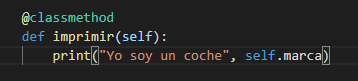 @classmethod
def imprimir(self):
    print("Yo soy un coche", self.marca)